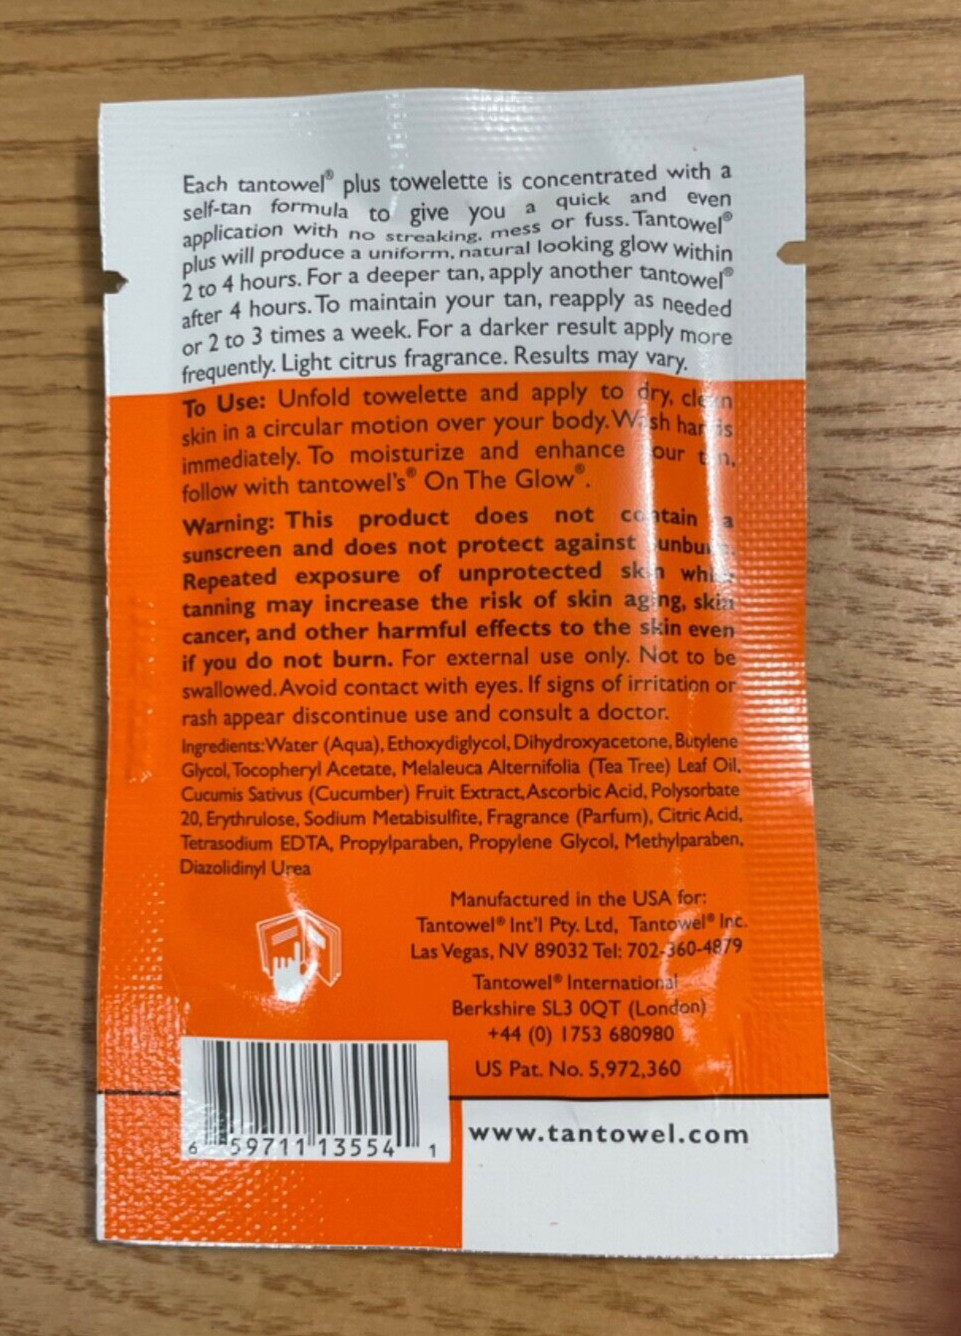 Each tantowel® plus towelette is concentrated with a
self-tan formula to give you a quick and even
application with no streaking, mess or fuss. Tantowel®
plus will produce a uniform, natural looking glow within
2 to 4 hours. For a deeper tan, apply another tantowel®
after 4 hours. To maintain your tan, reapply as needed
or 2 to 3 times a week. For a darker result apply more
frequently. Light citrus fragrance. Results may vary.
To Use: Unfold towelette and apply to dry, clean
skin in a circular motion over your body. Wash hands
immediately. To moisturize and enhance your tan,
follow with tantowel's® On The Glow®.
Warning: This product does not contain a
sunscreen and does not protect against sunburn.
Repeated exposure of unprotected skin while
tanning may increase the risk of skin aging, skin
cancer, and other harmful effects to the skin even
if you do not burn. For external use only. Not to be
swallowed. Avoid contact with eyes. If signs of irritation or
rash appear discontinue use and consult a doctor.
Ingredients: Water (Aqua), Ethoxydiglycol, Dihydroxyacetone, Butylene
Glycol, Tocopheryl Acetate, Melaleuca Alternifolia (Tea Tree) Leaf Oil,
Cucumis Sativus (Cucumber) Fruit Extract, Ascorbic Acid, Polysorbate
20, Erythrulose, Sodium Metabisulfite, Fragrance (Parfum), Citric Acid,
Tetrasodium EDTA, Propylparaben, Propylene Glycol, Methylparaben,
Diazolidinyl Urea
Manufactured in the USA for:
Tantowel® Int'l Pty. Ltd, Tantowel® Inc.
Las Vegas, NV 89032 Tel: 702-360-4879
Tantowel® International
Berkshire SL3 0QT (London)
+44 (0) 1753 680980
US Pat. No. 5,972,360
6 59711 13554 1
www.tantowel.com